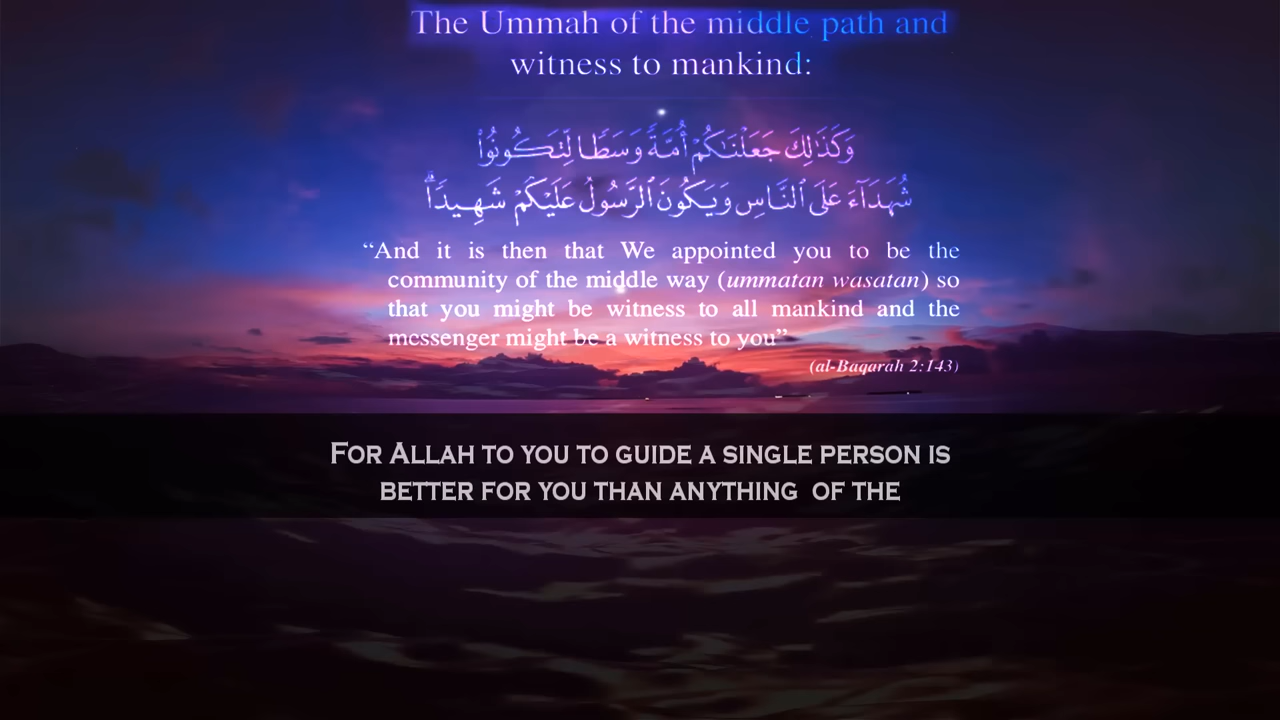 The Ummah of the middle path and
witness to mankind:
وَكَذَٰلِكَ جَعَلْنَـٰكُمْ أُمَّةً وَسَطًا لِّتَكُونُوا۟
شُهَدَآءَ عَلَى ٱلنَّاسِ وَيَكُونَ ٱلرَّسُولُ عَلَيْكُمْ شَهِيدًا ۗ
“And it is then that We appointed you to be the
community of the middle way (ummatan wasatan) so
that you might be witness to all mankind and the
mcssenger might be a witness to you”
(al-Baqarah 2:143)
FOR ALLAH TO YOU TO GUIDE A SINGLE PERSON IS
BETTER FOR YOU THAN ANYTHING OF THE